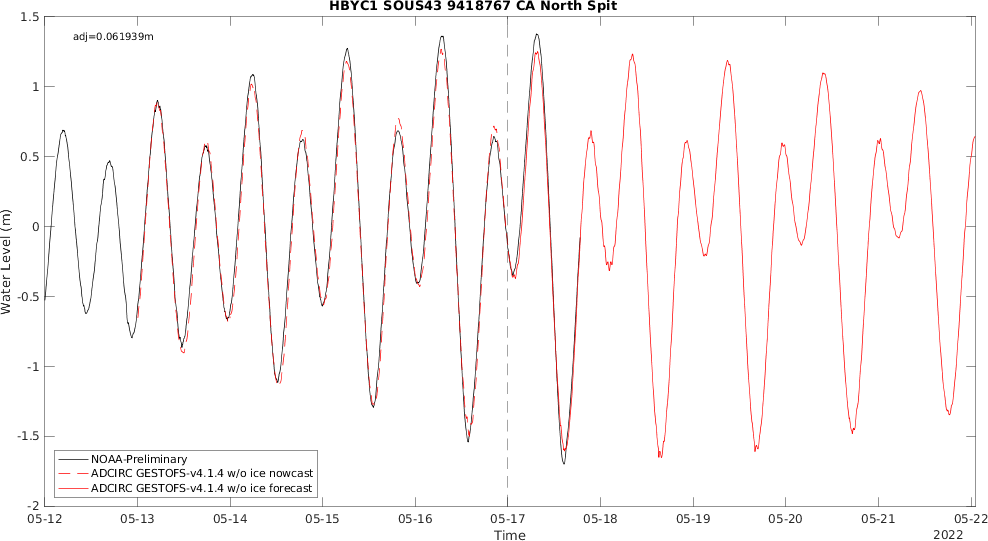 HBYC1 SOUS43 9418767 CA North Spit
adj=0.061939m
1.5
1
0.5
0
-0.5
-1
-1.5
-2
Water Level (m)
NOAA-Preliminary
ADCIRC GESTOFS-v4.1.4 w/o ice nowcast
ADCIRC GESTOFS-v4.1.4 w/o ice forecast
05-12 05-13 05-14 05-15 05-16 05-17 05-18 05-19 05-20 05-21 05-22
Time
2022